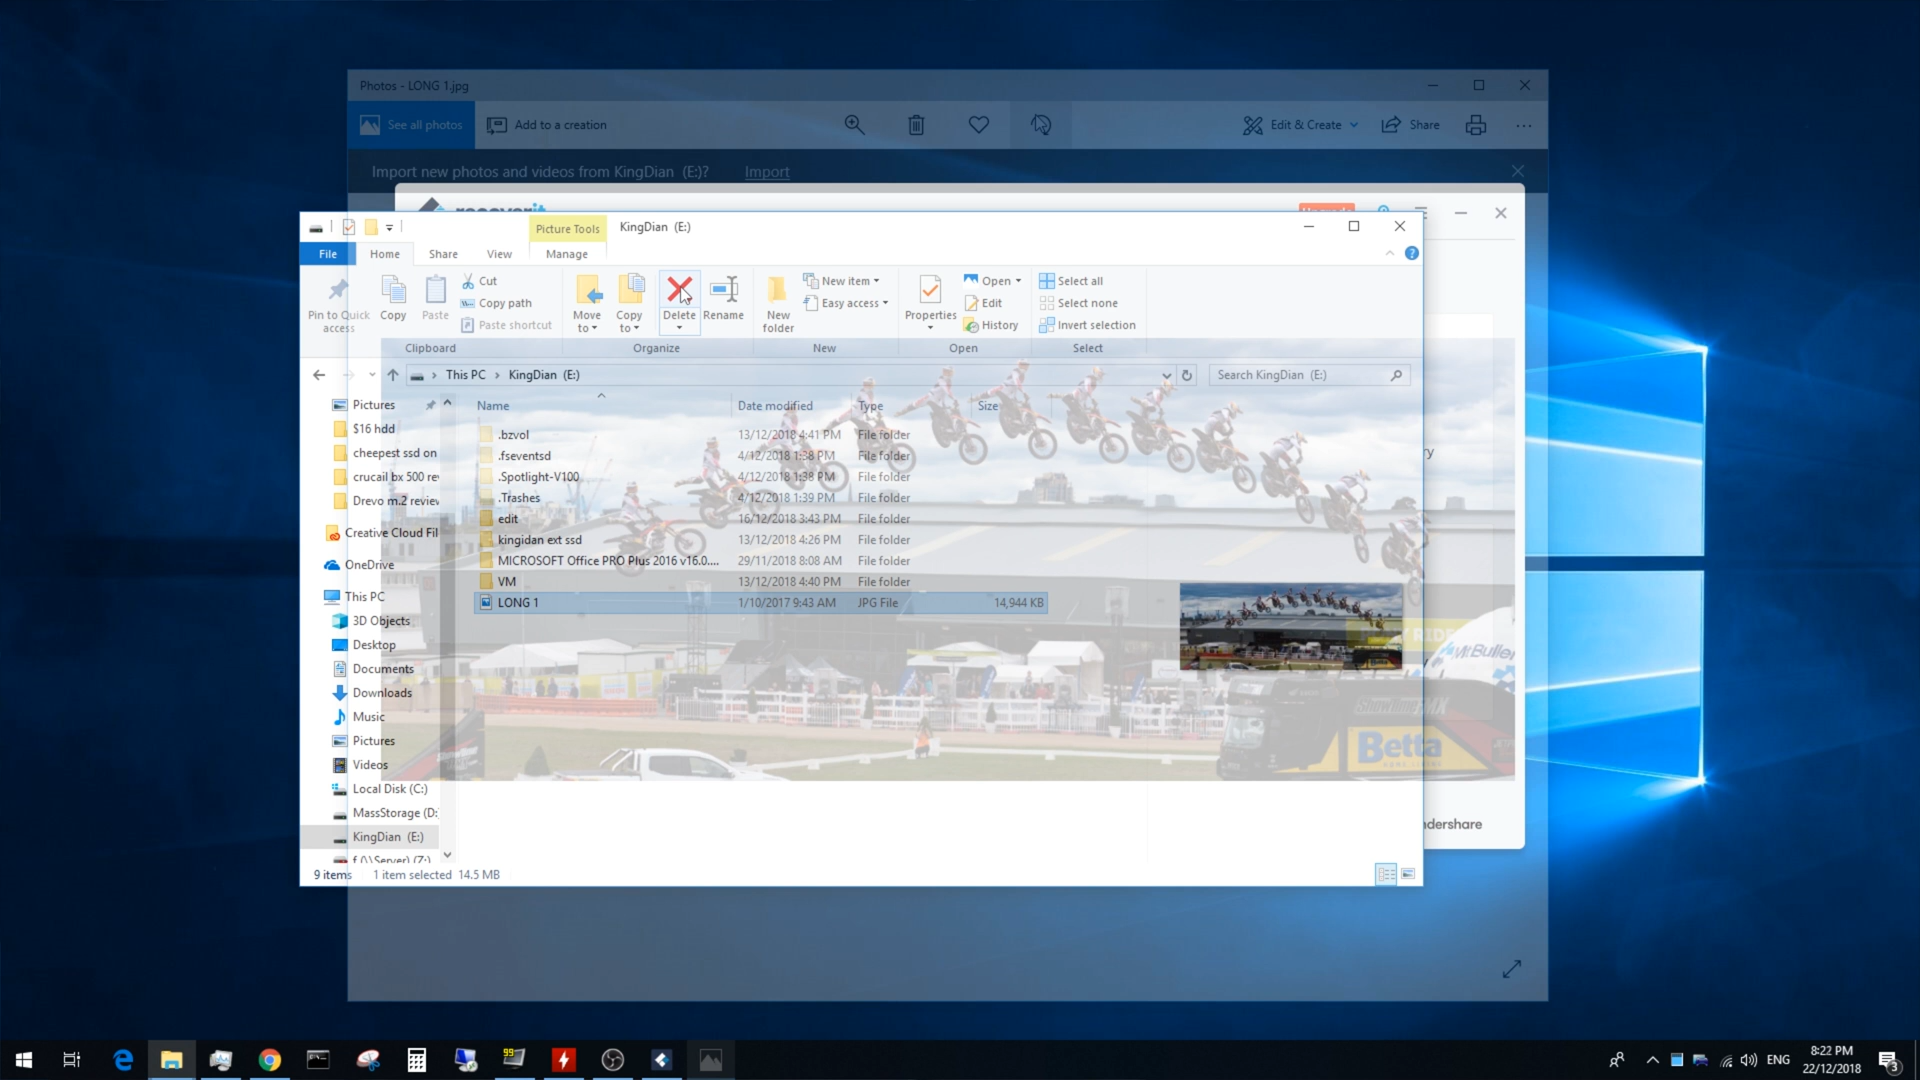 Photos - LONG 1.jpg
See all photos
Add to a creation
Edit & Create
Share
Import new photos and videos from KingDian (E:)?
Import
recoverit
Picture Tools
KingDian (E:)
File
Home
Share
View
Manage
Pin to Quick access
Copy
Paste
Cut
Copy path
Paste shortcut
Move to
Copy to
Delete
Rename
New folder
New item
Easy access
Properties
Open
Edit
History
Select all
Select none
Invert selection
Clipboard
Organize
New
Open
Select
This PC > KingDian (E:)
Search KingDian (E:)
Pictures
$16 hdd
cheepest ssd on
crucail bx 500 rev
Drevo m.2 review
Creative Cloud Fil
OneDrive
This PC
3D Objects
Desktop
Documents
Downloads
Music
Pictures
Videos
Local Disk (C:)
MassStorage (D:
KingDian (E:)
f (\\Server) (Z:)
Name Date modified Type Size
.bzvol 13/12/2018 4:41 PM File folder
.fseventsd 4/12/2018 1:38 PM File folder
.Spotlight-V100 4/12/2018 1:38 PM File folder
.Trashes 4/12/2018 1:39 PM File folder
edit 16/12/2018 3:43 PM File folder
kingidan ext ssd 13/12/2018 4:26 PM File folder
MICROSOFT Office PRO Plus 2016 v16.0.... 29/11/2018 8:08 AM File folder
VM 13/12/2018 4:40 PM File folder
LONG 1 1/10/2017 9:43 AM JPG File 14,944 KB
ry
RIDE
Mt.Buller
Betta
ndershare
9 items 1 item selected 14.5 MB
99
ENG
8:22 PM
22/12/2018
3